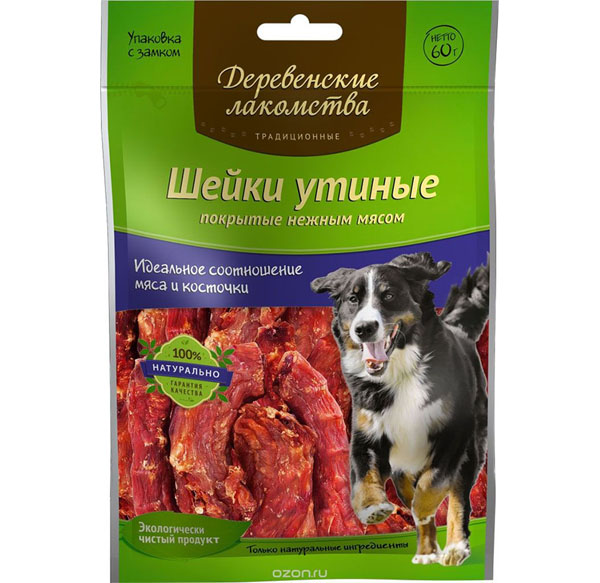 Упаковка
с замком
НЕТТО
60 г
Деревенские
лакомства
ТРАДИЦИОННЫЕ
Шейки утиные
покрытые нежным мясом
Идеальное соотношение
мяса и косточки
100%
НАТУРАЛЬНО
ГАРАНТИЯ
КАЧЕСТВА
Экологически
чистый продукт
Только натуральные ингредиенты
ozon.ru